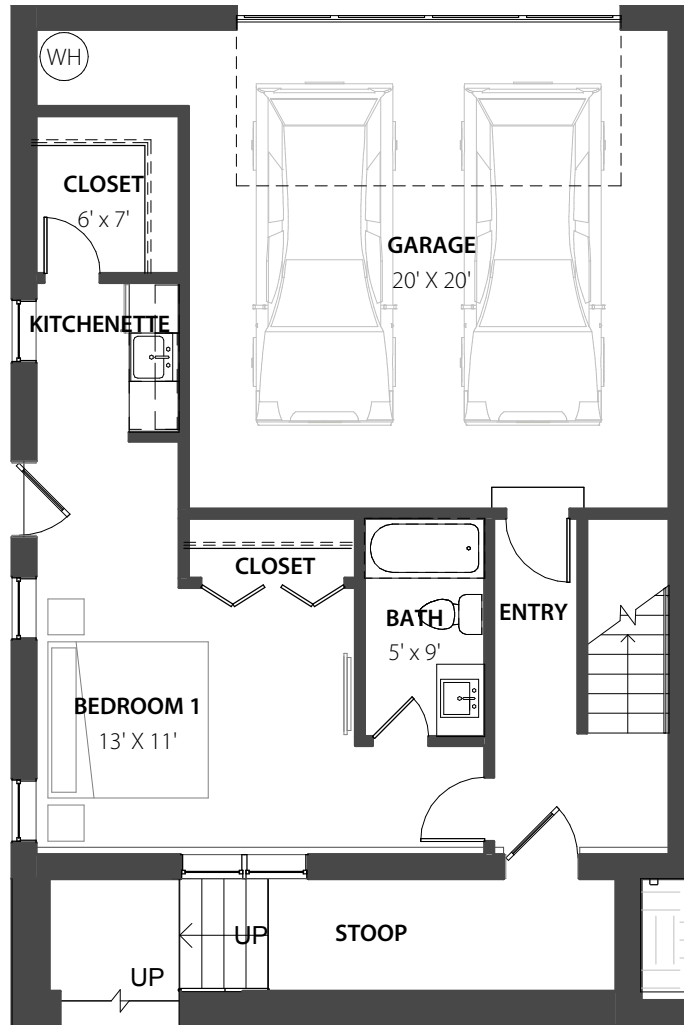 WH
CLOSET
6' x 7'
GARAGE
20' X 20'
KITCHENETTE
CLOSET
BATH
5' x 9'
ENTRY
BEDROOM 1
13' X 11'
STOOP
UP
UP